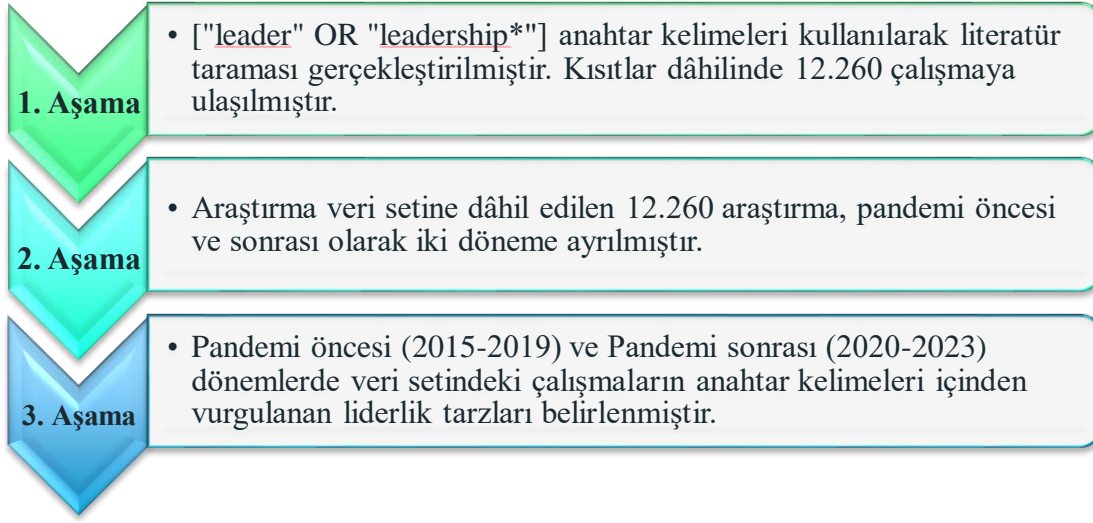 1. Aşama
• ["leader" OR "leadership*"] anahtar kelimeleri kullanılarak literatür
taraması gerçekleştirilmiştir. Kısıtlar dâhilinde 12.260 çalışmaya
ulaşılmıştır.
2. Aşama
• Araştırma veri setine dâhil edilen 12.260 araştırma, pandemi öncesi
ve sonrası olarak iki döneme ayrılmıştır.
3. Aşama
• Pandemi öncesi (2015-2019) ve Pandemi sonrası (2020-2023)
dönemlerde veri setindeki çalışmaların anahtar kelimeleri içinden
vurgulanan liderlik tarzları belirlenmiştir.